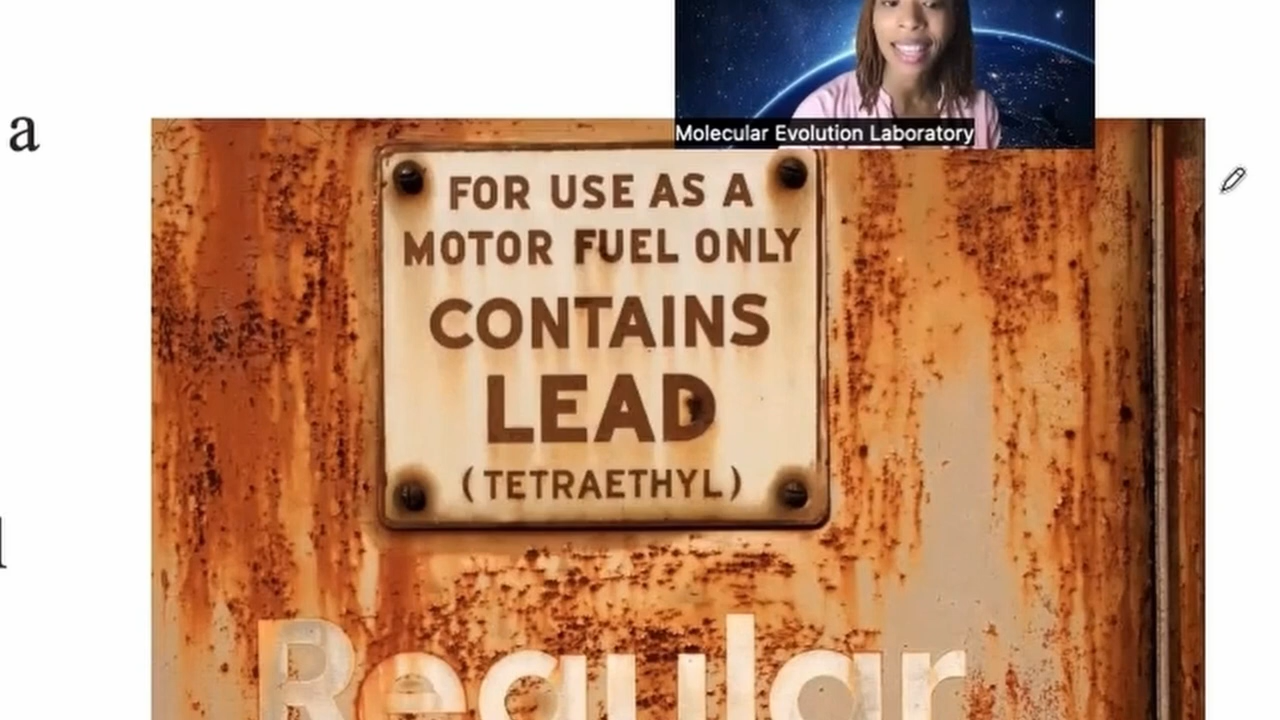 a
Molecular Evolution Laboratory
FOR USE AS A
MOTOR FUEL ONLY
CONTAINS
LEAD
(TETRAETHYL)
Regular